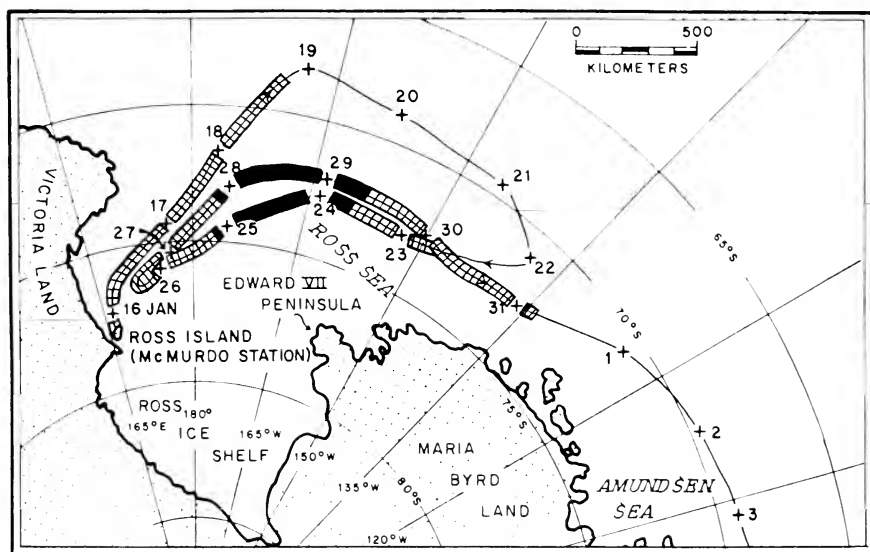 0 500
KILOMETERS
19
20
18
21
28
29
17
24
30
27
25
23
22
ROSS SEA
65°S
VICTORIA LAND
26
EDWARD VII
PENINSULA
31
16 JAN
70°S
ROSS ISLAND
(McMURDO STATION)
1
ROSS
ICE
SHELF
180°
165°E
165°W
150°W
75°S
2
MARIA
BYRD
LAND
135°W
80°S
AMUNDSEN
SEA
3
120°W